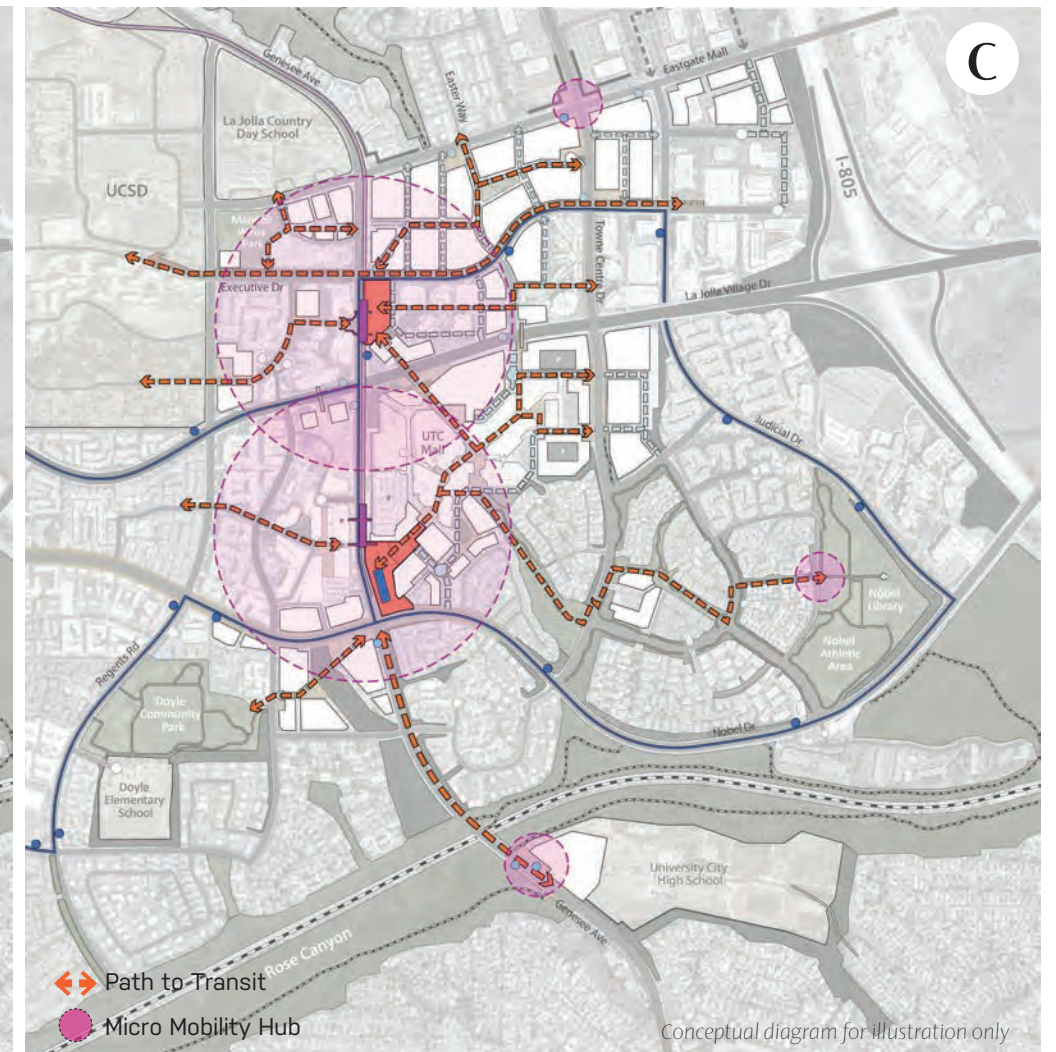 C
Genesee Ave
Eastgate Mall
Easter Way
La Jolla Country
Day School
UCSD
I-805
Park
Towne Centre Dr
Executive Dr
La Jolla Village Dr
UTC
Mall
Judicial Dr
Nobel
Library
Nobel
Athletic
Area
Regents Rd
Doyle
Community
Park
Nobel Dr
Doyle
Elementary
School
University City
High School
Genesee Ave
Rose Canyon
Path to Transit
Micro Mobility Hub
Conceptual diagram for illustration only